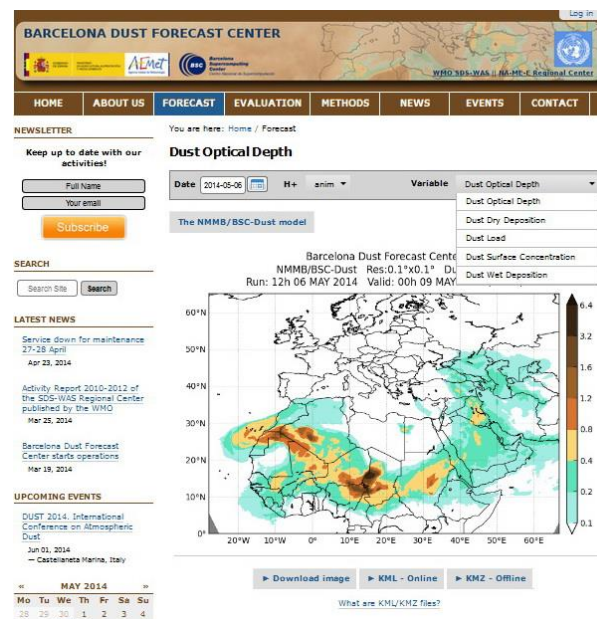 Log in
BARCELONA DUST FORECAST CENTER
AEMet
BSC
Barcelona
Supercomputing
Center
WMO SDS-WAS || NA-ME-E Regional Center
HOME ABOUT US FORECAST EVALUATION METHODS NEWS EVENTS CONTACT
NEWSLETTER
Keep up to date with our
activities!
Full Name
Your email
Subscribe
SEARCH
Search Site Search
LATEST NEWS
Service down for maintenance
27-28 April
Apr 23, 2014
Activity Report 2010-2012 of
the SDS-WAS Regional Center
published by the WMO
Mar 25, 2014
Barcelona Dust Forecast
Center starts operations
Mar 19, 2014
UPCOMING EVENTS
DUST 2014. International
Conference on Atmospheric
Dust
Jun 01, 2014
— Castellaneta Marina, Italy
« MAY 2014 »
Mo Tu We Th Fr Sa Su
28 29 30 1 2 3 4
You are here: Home / Forecast
Dust Optical Depth
Date 2014-05-06 H+ anim Variable Dust Optical Depth
Dust Optical Depth
Dust Dry Deposition
Dust Load
Dust Surface Concentration
Dust Wet Deposition
The NMMB/BSC-Dust model
Barcelona Dust Forecast Cente
NMMB/BSC-Dust Res:0.1°x0.1° Du
Run: 12h 06 MAY 2014 Valid: 00h 09 MAY
60°N
50°N
40°N
30°N
20°N
10°N
0°
20°W 10°W 0° 10°E 20°E 30°E 40°E 50°E 60°E
6.4
3.2
1.6
1.2
0.8
0.4
0.2
0.1
Download image KML - Online KMZ - Offline
What are KML/KMZ files?